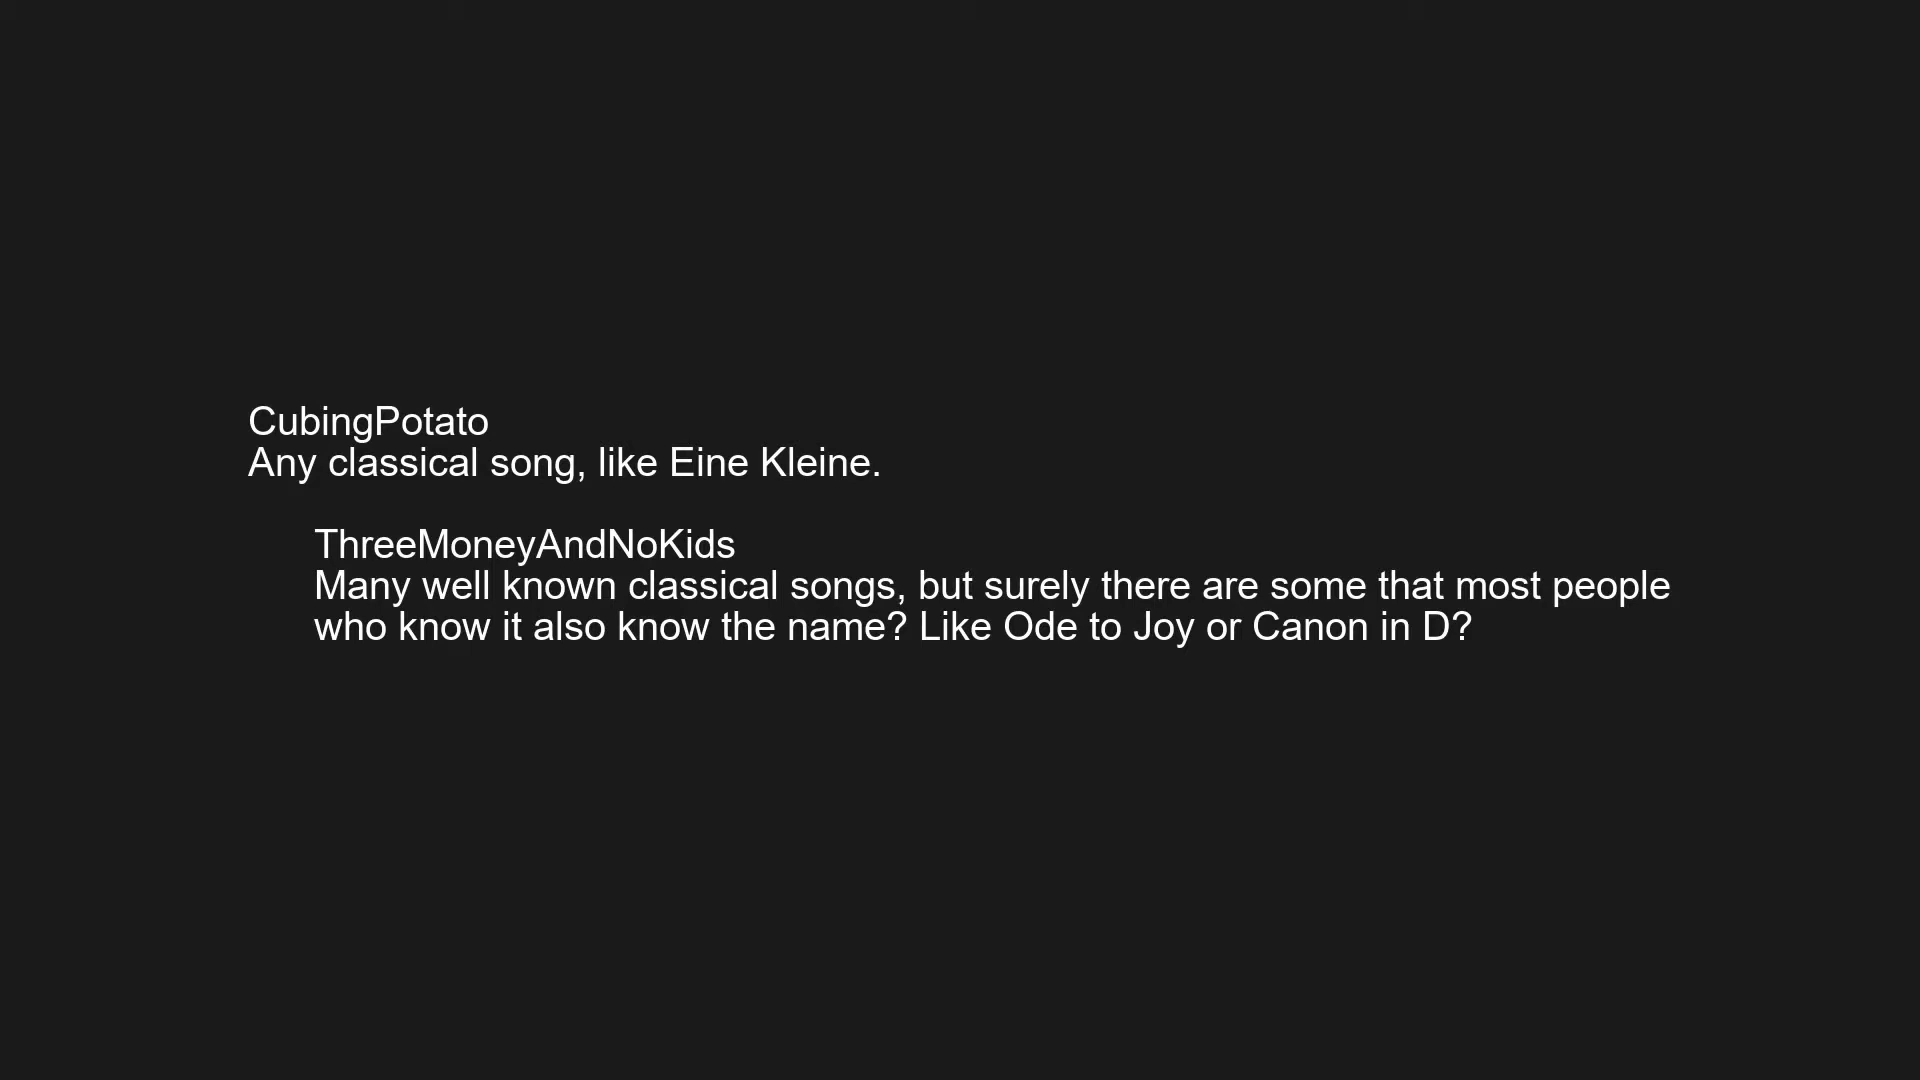 CubingPotato
Any classical song, like Eine Kleine.
ThreeMoneyAndNoKids
Many well known classical songs, but surely there are some that most people
who know it also know the name? Like Ode to Joy or Canon in D?